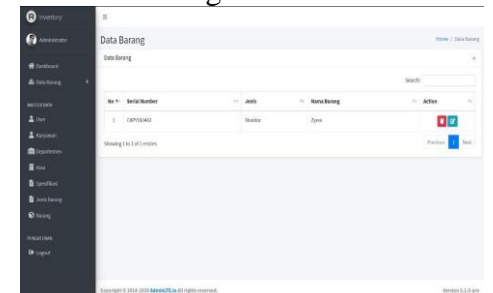 Inventory
Administrator
Dashboard
Data Barang
MASTER DATA
User
Karyawan
Departemen
Area
Spesifikasi
Jenis Barang
Barang
PENGATURAN
Logout
Data Barang
Home / Data Barang
Data Barang
Search:
No Serial Number Jenis Nama Barang Action
1 Monitor Zyrex
Showing 1 to 1 of 1 entries
Previous 1 Next
Copyright © 2014-2020 AdminLTE.io All rights reserved.
Version 3.1.0-pre